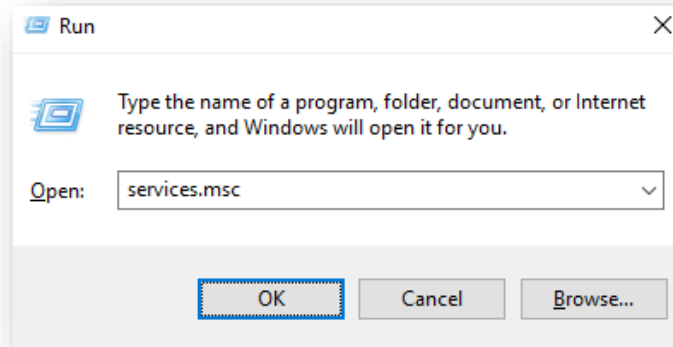 Run
Type the name of a program, folder, document, or Internet
resource, and Windows will open it for you.
Open: services.msc
OK Cancel Browse...